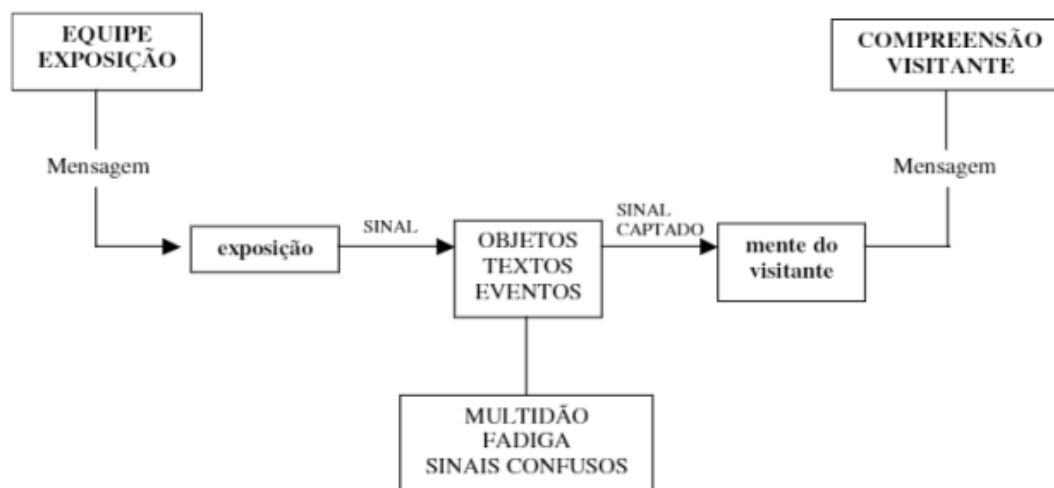 EQUIPE
EXPOSIÇÃO
COMPREENSÃO
VISITANTE
Mensagem
Mensagem
exposição
SINAL
OBJETOS
TEXTOS
EVENTOS
SINAL
CAPTADO
mente do
visitante
MULTIDÃO
FADIGA
SINAIS CONFUSOS